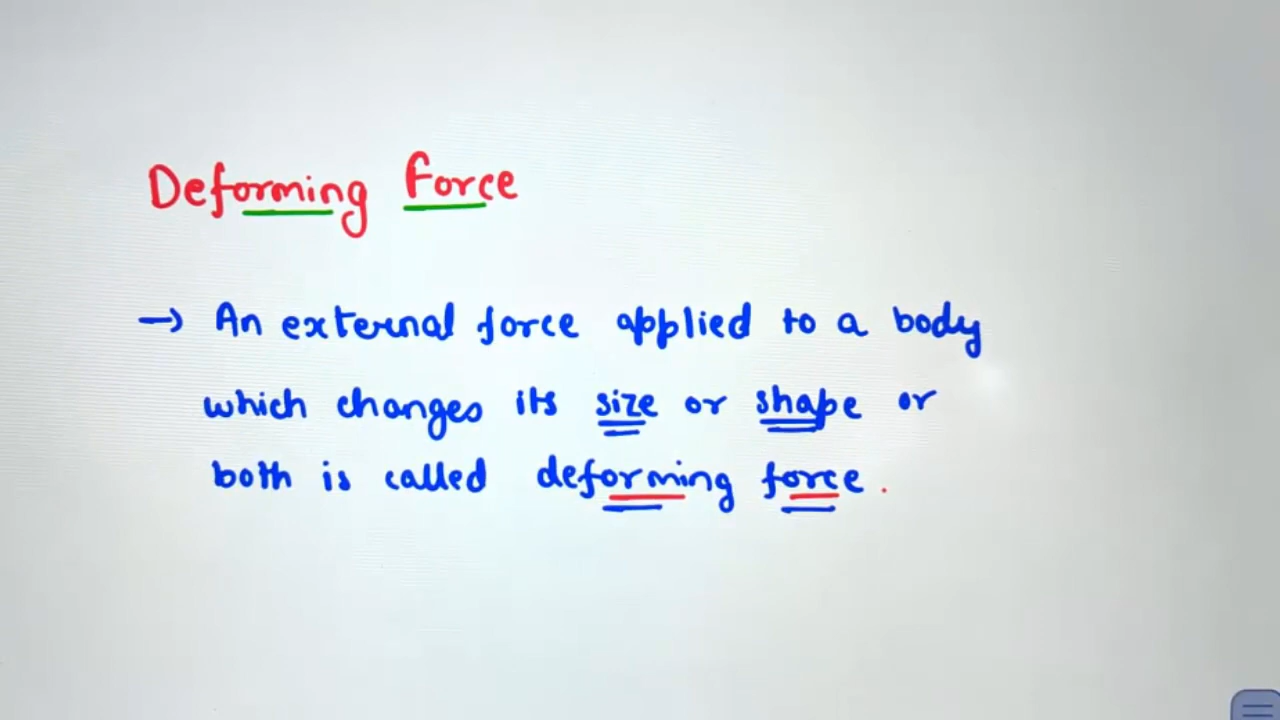 Deforming Force
→ An external force applied to a body
which changes its size or shape or
both is called deforming force.